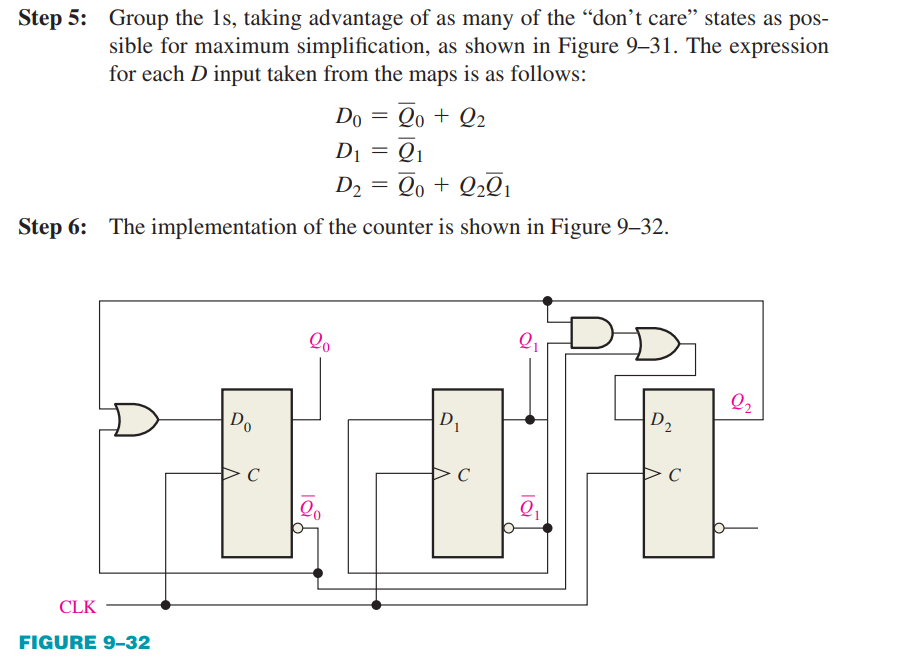 Step 5: Group the 1s, taking advantage of as many of the “don’t care” states as pos-
sible for maximum simplification, as shown in Figure 9–31. The expression
for each D input taken from the maps is as follows:
D₀ = Q̅₀ + Q₂
D₁ = Q̅₁
D₂ = Q̅₀ + Q₂Q̅₁
Step 6: The implementation of the counter is shown in Figure 9–32.
Q₀ Q₁
Q₂
D₀ D₁ D₂
C C C
Q̅₀ Q̅₁
CLK
FIGURE 9–32